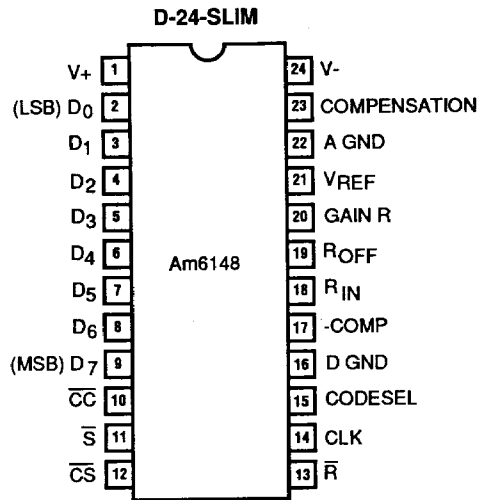 D-24-SLIM
V+ 1 24 V-
(LSB) D0 2 23 COMPENSATION
D1 3 22 A GND
D2 4 21 VREF
D3 5 20 GAIN R
D4 6 19 ROFF
Am6148
D5 7 18 RIN
D6 8 17 -COMP
(MSB) D7 9 16 D GND
C̅C̅ 10 15 CODESEL
S̅ 11 14 CLK
C̅S̅ 12 13 R̅